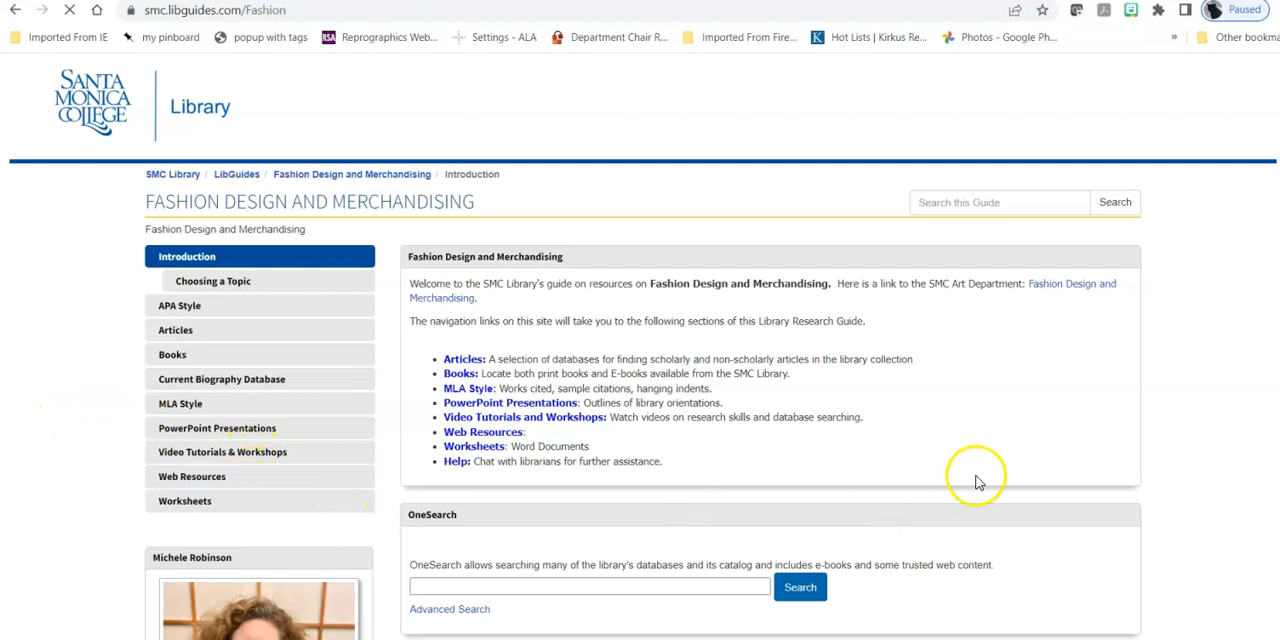 smc.libguides.com/Fashion
Paused
Imported From IE
my pinboard
popup with tags
RSA
Reprographics Web...
Settings - ALA
Department Chair R...
Imported From Fire...
K
Hot Lists | Kirkus Re...
Photos - Google Ph...
»
Other bookma
SANTA
MONICA
COLLEGE
Library
SMC Library / LibGuides / Fashion Design and Merchandising / Introduction
FASHION DESIGN AND MERCHANDISING
Search this Guide
Search
Fashion Design and Merchandising
Introduction
Choosing a Topic
APA Style
Articles
Books
Current Biography Database
MLA Style
PowerPoint Presentations
Video Tutorials & Workshops
Web Resources
Worksheets
Michele Robinson
Fashion Design and Merchandising
Welcome to the SMC Library's guide on resources on Fashion Design and Merchandising. Here is a link to the SMC Art Department: Fashion Design and
Merchandising.
The navigation links on this site will take you to the following sections of this Library Research Guide.
• Articles: A selection of databases for finding scholarly and non-scholarly articles in the library collection
• Books: Locate both print books and E-books available from the SMC Library.
• MLA Style: Works cited, sample citations, hanging indents.
• PowerPoint Presentations: Outlines of library orientations.
• Video Tutorials and Workshops: Watch videos on research skills and database searching.
• Web Resources:
• Worksheets: Word Documents
• Help: Chat with librarians for further assistance.
OneSearch
OneSearch allows searching many of the library's databases and its catalog and includes e-books and some trusted web content.
Search
Advanced Search